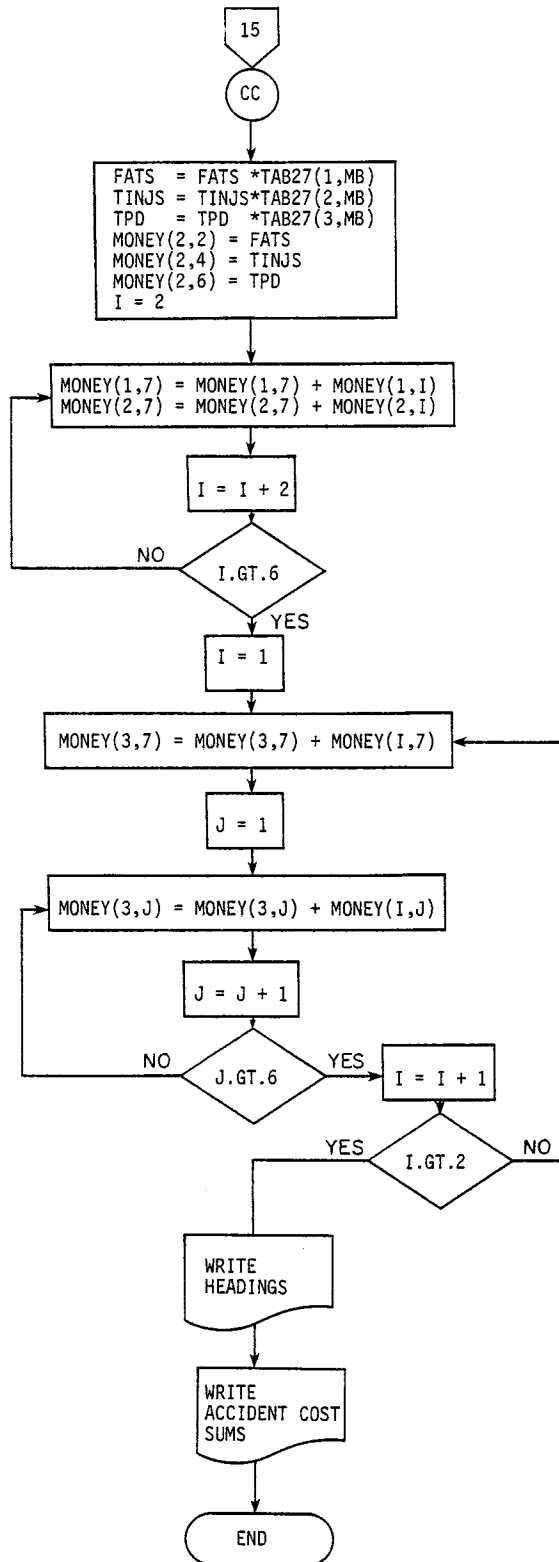 15
CC
FATS = FATS *TAB27(1,MB)
TINJS = TINJS*TAB27(2,MB)
TPD = TPD *TAB27(3,MB)
MONEY(2,2) = FATS
MONEY(2,4) = TINJS
MONEY(2,6) = TPD
I = 2
MONEY(1,7) = MONEY(1,7) + MONEY(1,I)
MONEY(2,7) = MONEY(2,7) + MONEY(2,I)
I = I + 2
NO
I.GT.6
YES
I = 1
MONEY(3,7) = MONEY(3,7) + MONEY(I,7)
J = 1
MONEY(3,J) = MONEY(3,J) + MONEY(I,J)
J = J + 1
NO
J.GT.6
YES
I = I + 1
YES
I.GT.2
NO
WRITE
HEADINGS
WRITE
ACCIDENT COST
SUMS
END